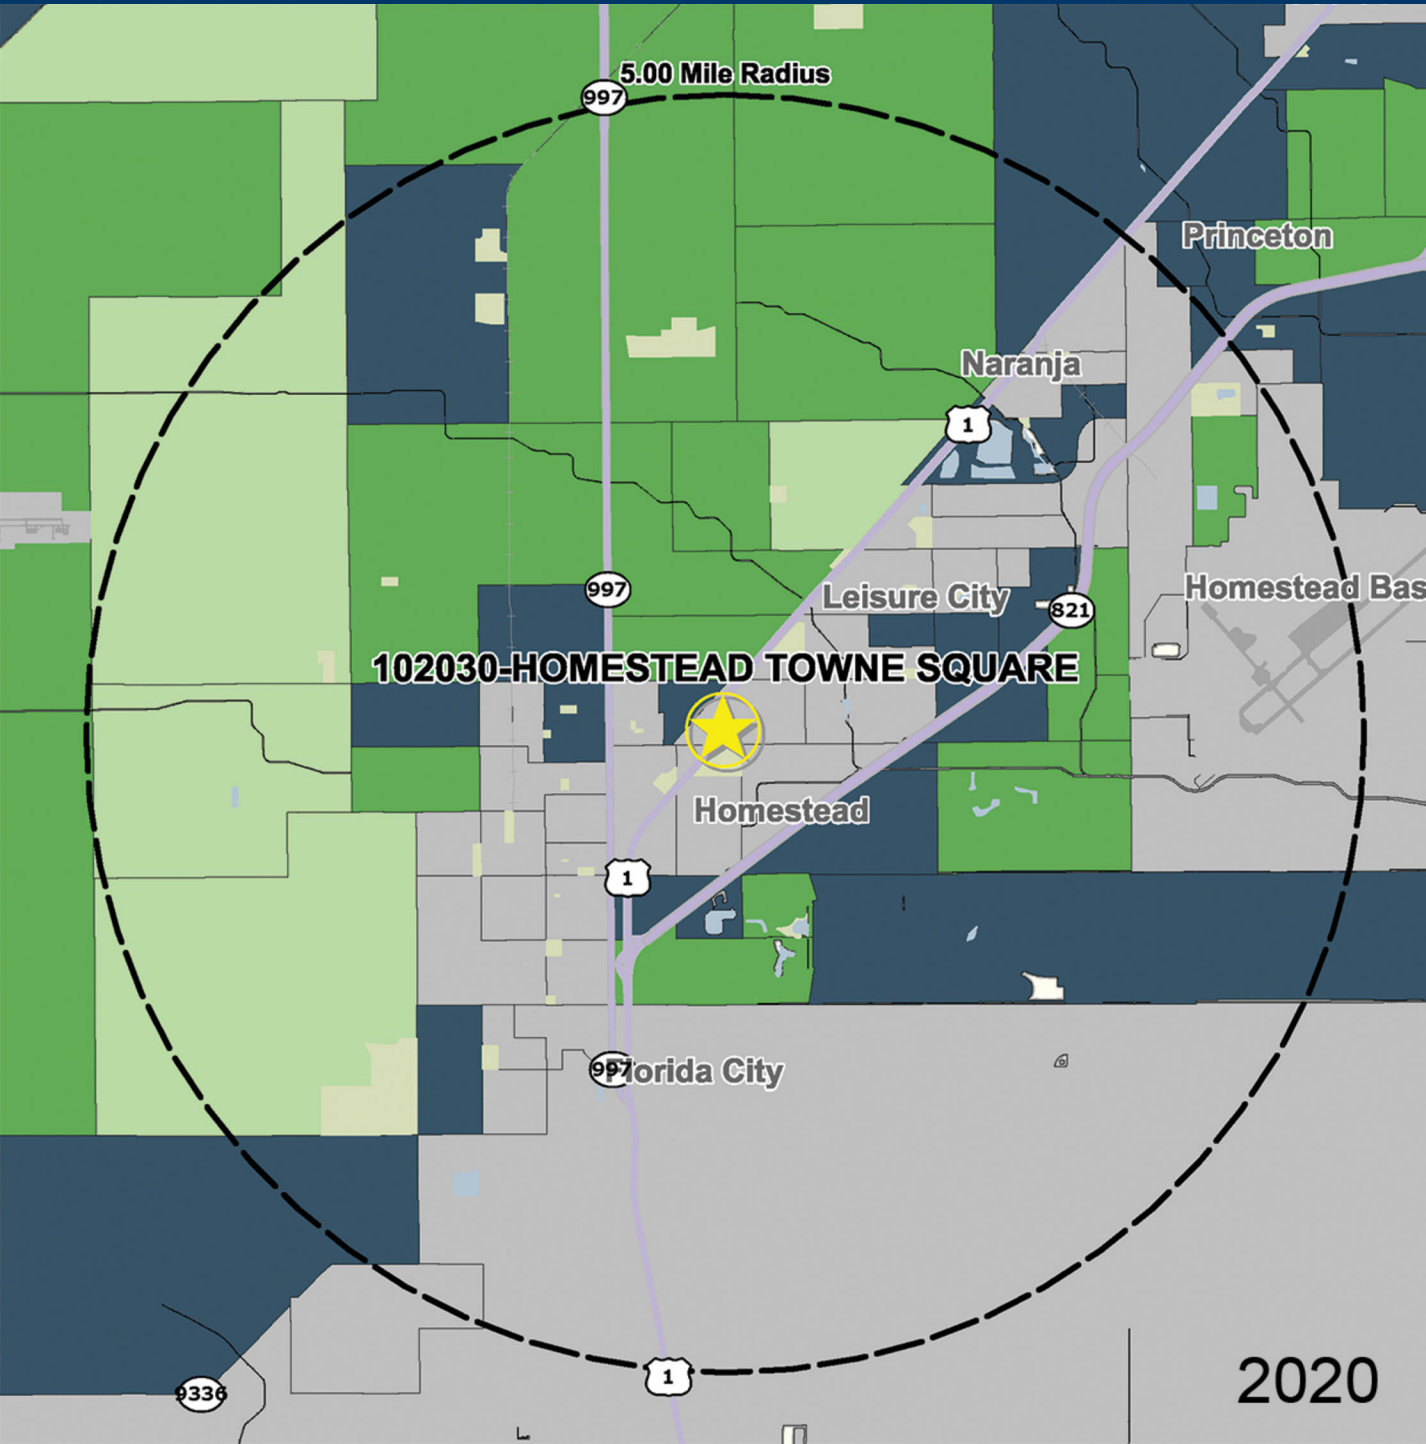 5.00 Mile Radius
997
Princeton
Naranja
1
997
Leisure City
Homestead Bas
821
102030-HOMESTEAD TOWNE SQUARE
Homestead
1
997
Florida City
2020
1
9336